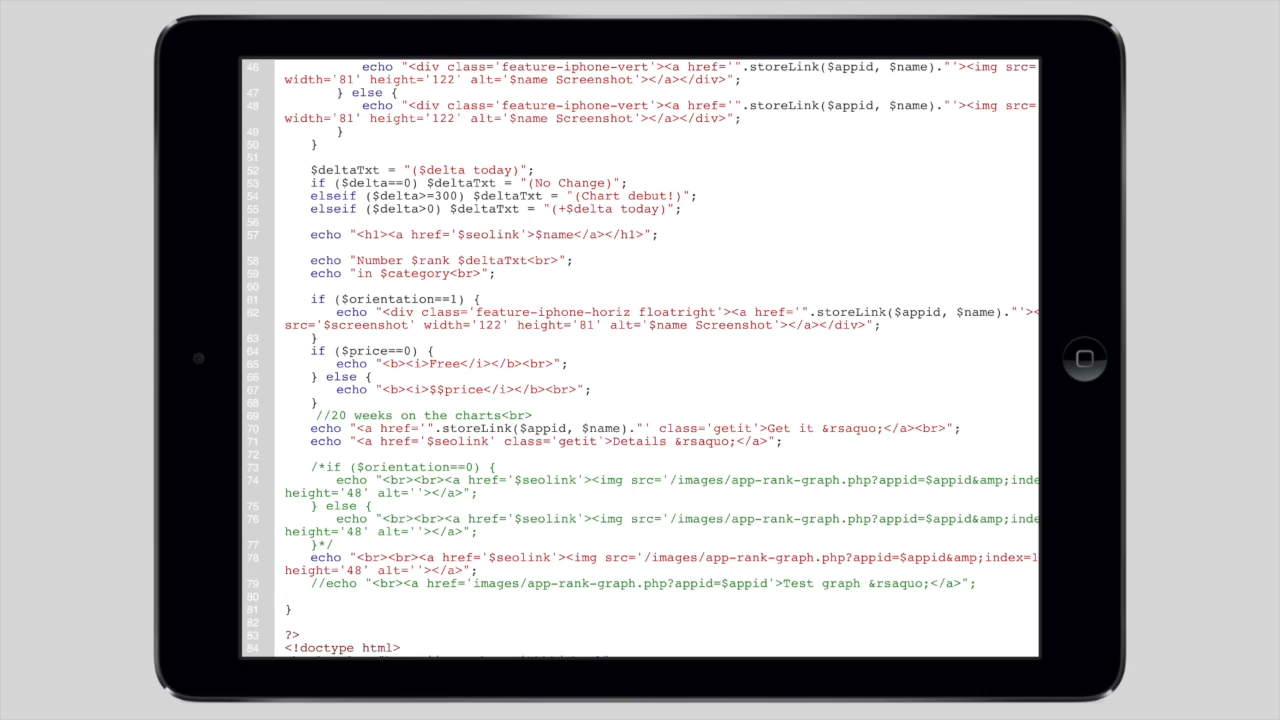 46 echo "<div class='feature-iphone-vert'><a href='".storeLink($appid, $name)."'><img src=
width='81' height='122' alt='$name Screenshot'></a></div>";
47 } else {
48 echo "<div class='feature-iphone-vert'><a href='".storeLink($appid, $name)."'><img src=
width='81' height='122' alt='$name Screenshot'></a></div>";
49 }
50 }
51
52 $deltaTxt = "($delta today)";
53 if ($delta==0) $deltaTxt = "(No Change)";
54 elseif ($delta>=300) $deltaTxt = "(Chart debut!)";
55 elseif ($delta>0) $deltaTxt = "(+$delta today)";
56
57 echo "<h1><a href='$seolink'>$name</a></h1>";
58 echo "Number $rank $deltaTxt<br>";
59 echo "in $category<br>";
60
61 if ($orientation==1) {
62 echo "<div class='feature-iphone-horiz floatright'><a href='".storeLink($appid, $name)."'><
src='$screenshot' width='122' height='81' alt='$name Screenshot'></a></div>";
63 }
64 if ($price==0) {
65 echo "<b><i>Free</i></b><br>";
66 } else {
67 echo "<b><i>$$price</i></b><br>";
68 }
69 //20 weeks on the charts<br>
70 echo "<a href='".storeLink($appid, $name)."' class='getit'>Get it &rsaquo;</a><br>";
71 echo "<a href='$seolink' class='getit'>Details &rsaquo;</a>";
72
73 /*if ($orientation==0) {
74 echo "<br><br><a href='$seolink'><img src='/images/app-rank-graph.php?appid=$appid&amp;inde
height='48' alt=''></a>";
75 } else {
76 echo "<br><br><a href='$seolink'><img src='/images/app-rank-graph.php?appid=$appid&amp;inde
height='48' alt=''></a>";
77 }*/
78 echo "<br><br><a href='$seolink'><img src='/images/app-rank-graph.php?appid=$appid&amp;index=1
height='48' alt=''></a>";
79 //echo "<br><a href='images/app-rank-graph.php?appid=$appid'>Test graph &rsaquo;</a>";
80
81 }
82
83 ?>
84 <!doctype html>